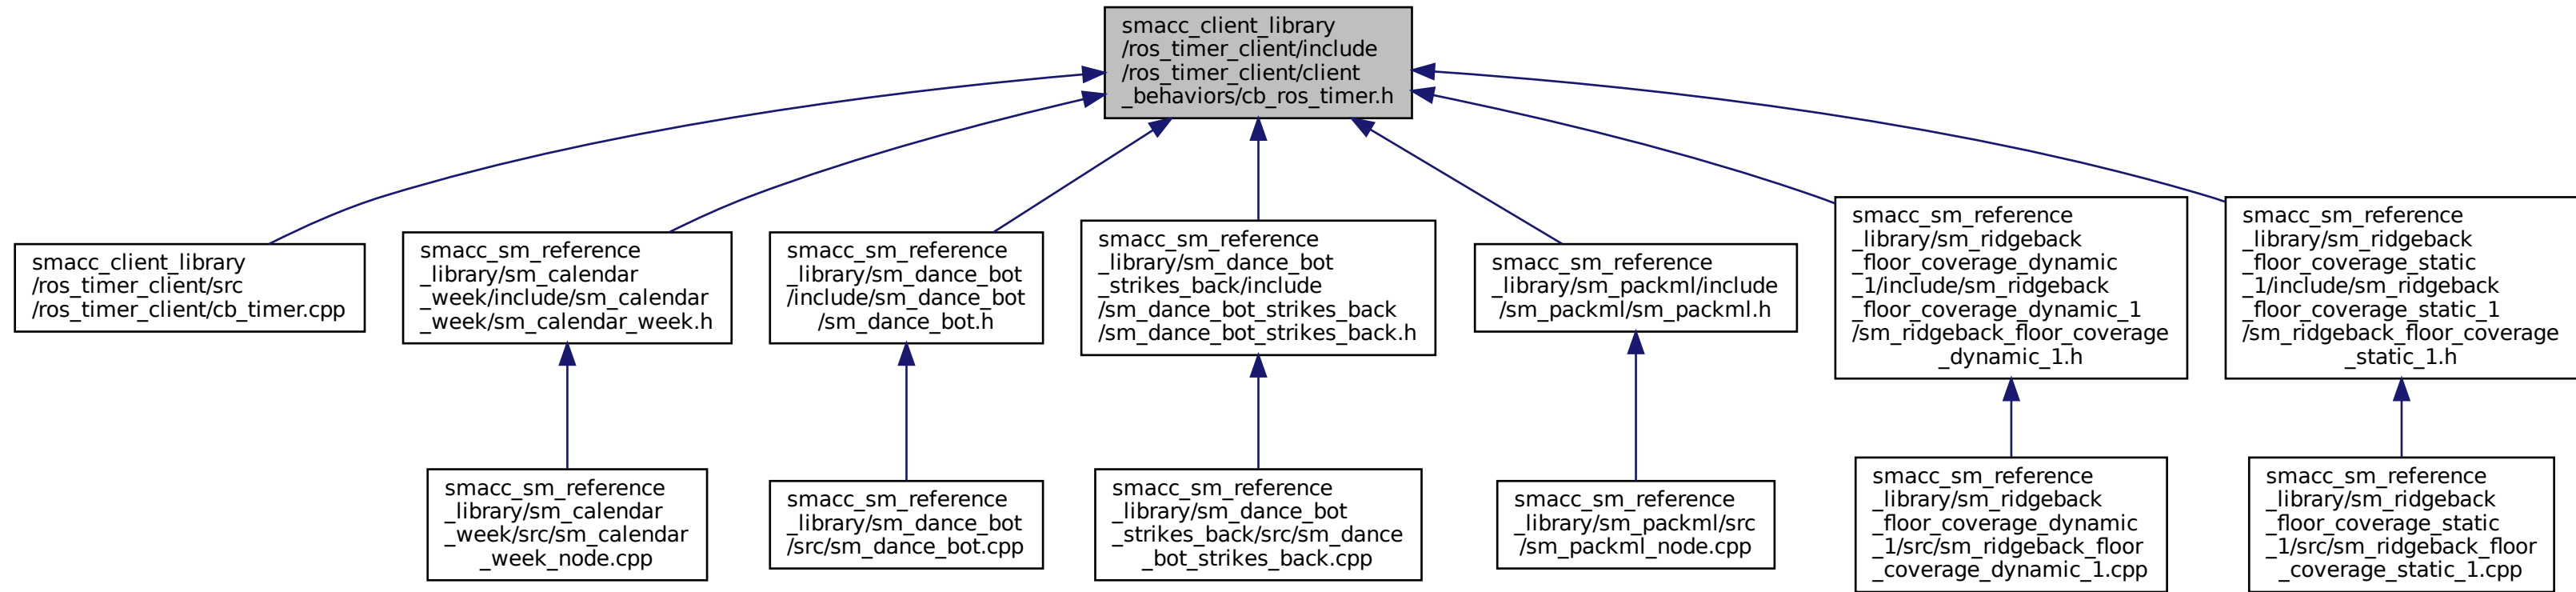 smacc_client_library
/ros_timer_client/include
/ros_timer_client/client
_behaviors/cb_ros_timer.h
smacc_client_library
/ros_timer_client/src
/ros_timer_client/cb_timer.cpp
smacc_sm_reference
_library/sm_calendar
_week/include/sm_calendar
_week/sm_calendar_week.h
smacc_sm_reference
_library/sm_dance_bot
/include/sm_dance_bot
/sm_dance_bot.h
smacc_sm_reference
_library/sm_dance_bot
_strikes_back/include
/sm_dance_bot_strikes_back
/sm_dance_bot_strikes_back.h
smacc_sm_reference
_library/sm_packml/include
/sm_packml/sm_packml.h
smacc_sm_reference
_library/sm_ridgeback
_floor_coverage_dynamic
_1/include/sm_ridgeback
_floor_coverage_dynamic_1
/sm_ridgeback_floor_coverage
_dynamic_1.h
smacc_sm_reference
_library/sm_ridgeback
_floor_coverage_static
_1/include/sm_ridgeback
_floor_coverage_static_1
/sm_ridgeback_floor_coverage
_static_1.h
smacc_sm_reference
_library/sm_calendar
_week/src/sm_calendar
_week_node.cpp
smacc_sm_reference
_library/sm_dance_bot
/src/sm_dance_bot.cpp
smacc_sm_reference
_library/sm_dance_bot
_strikes_back/src/sm_dance
_bot_strikes_back.cpp
smacc_sm_reference
_library/sm_packml/src
/sm_packml_node.cpp
smacc_sm_reference
_library/sm_ridgeback
_floor_coverage_dynamic
_1/src/sm_ridgeback_floor
_coverage_dynamic_1.cpp
smacc_sm_reference
_library/sm_ridgeback
_floor_coverage_static
_1/src/sm_ridgeback_floor
_coverage_static_1.cpp